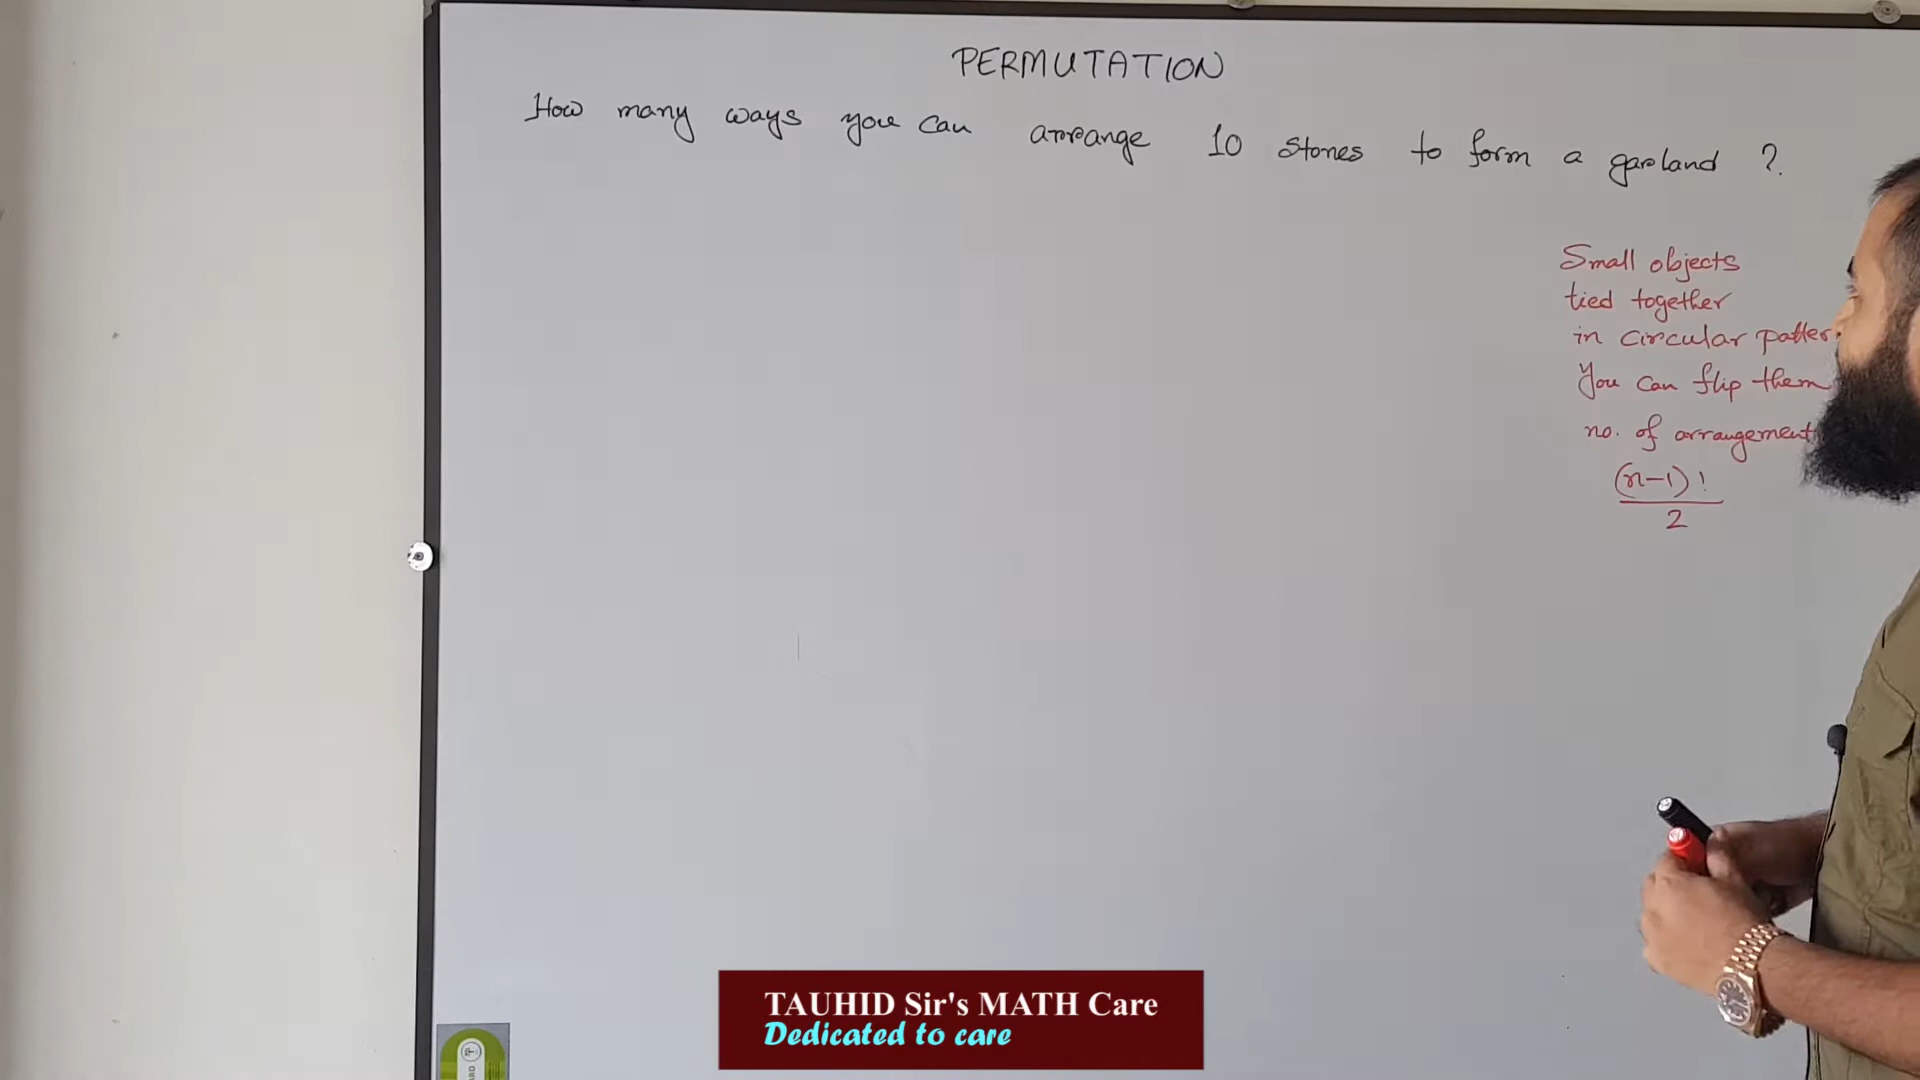 PERMUTATION
How many ways you can arrange 10 stones to form a garland ?
Small objects
tied together
in circular patter
You can flip them
no. of arrangement
(n-1)!
2
TAUHID Sir's MATH Care
Dedicated to care